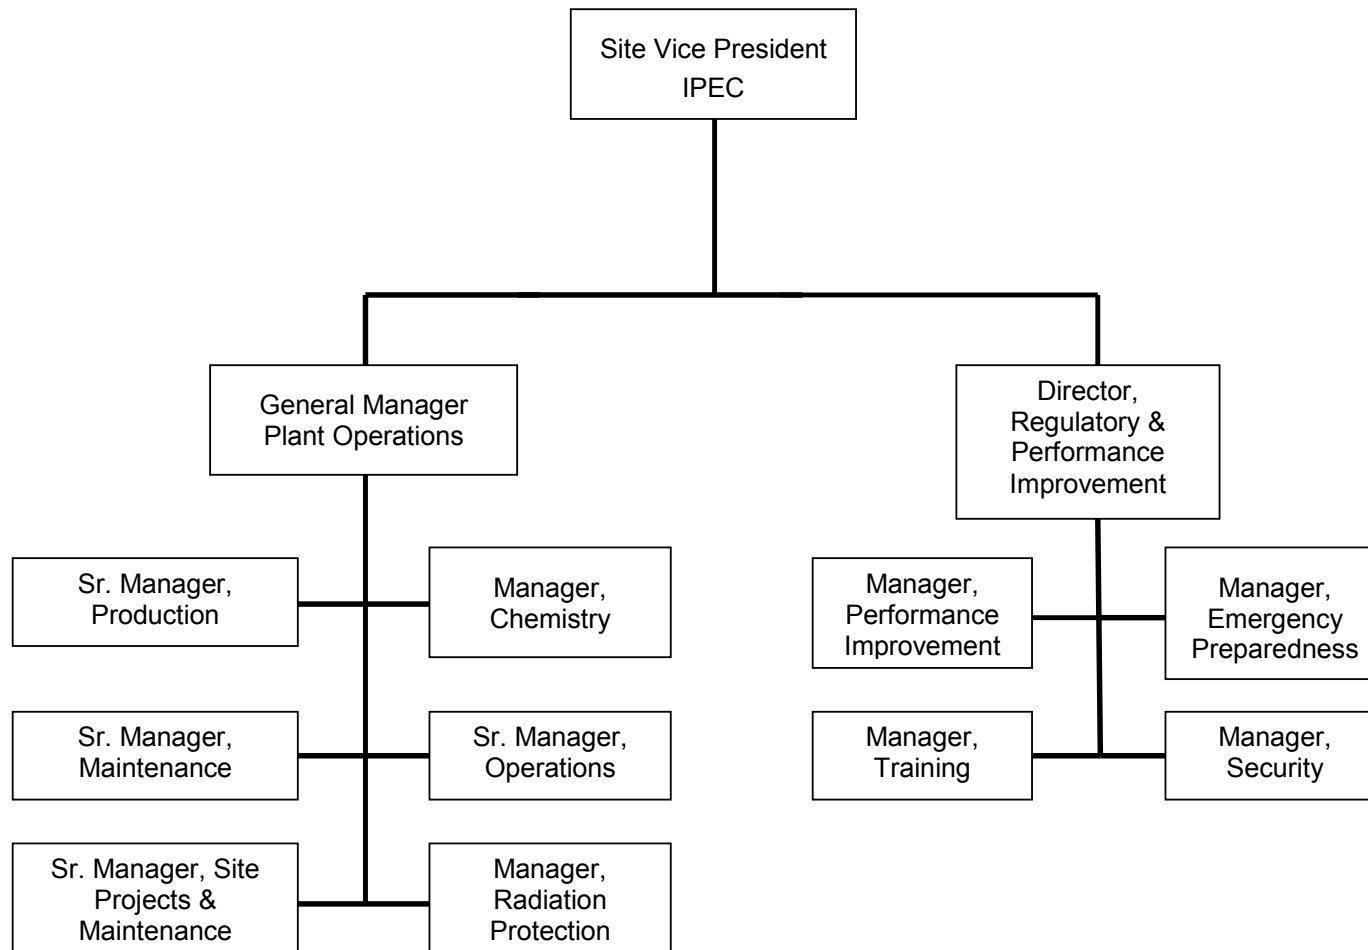 Site Vice President
IPEC
General Manager
Plant Operations
Director,
Regulatory &
Performance
Improvement
Sr. Manager,
Production
Manager,
Chemistry
Manager,
Performance
Improvement
Manager,
Emergency
Preparedness
Sr. Manager,
Maintenance
Sr. Manager,
Operations
Manager,
Training
Manager,
Security
Sr. Manager, Site
Projects &
Maintenance
Manager,
Radiation
Protection